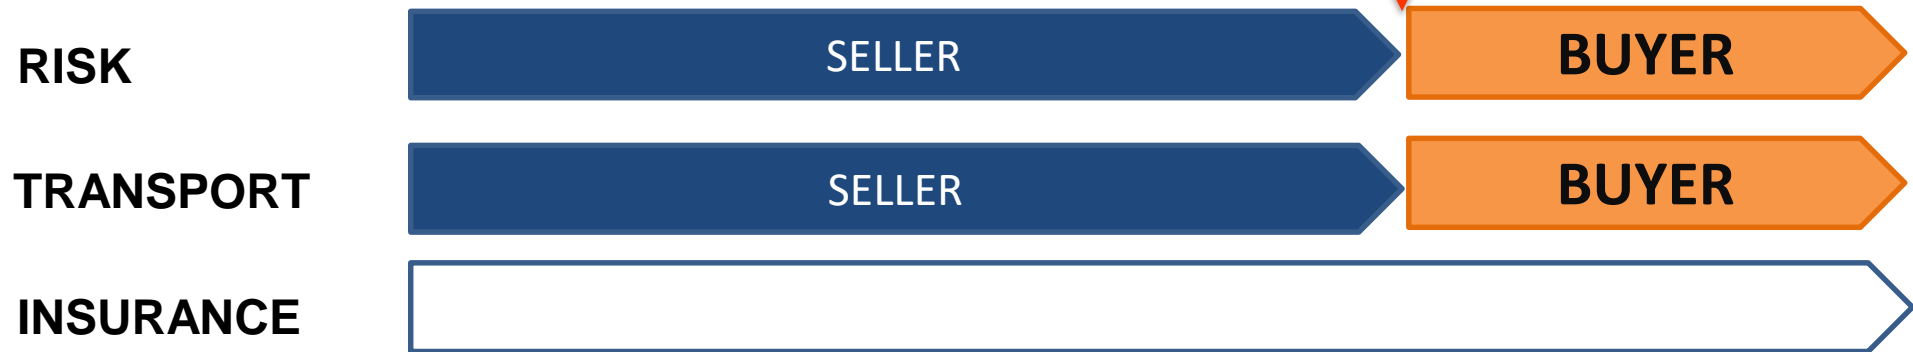 RISK SELLER BUYER
TRANSPORT SELLER BUYER
INSURANCE